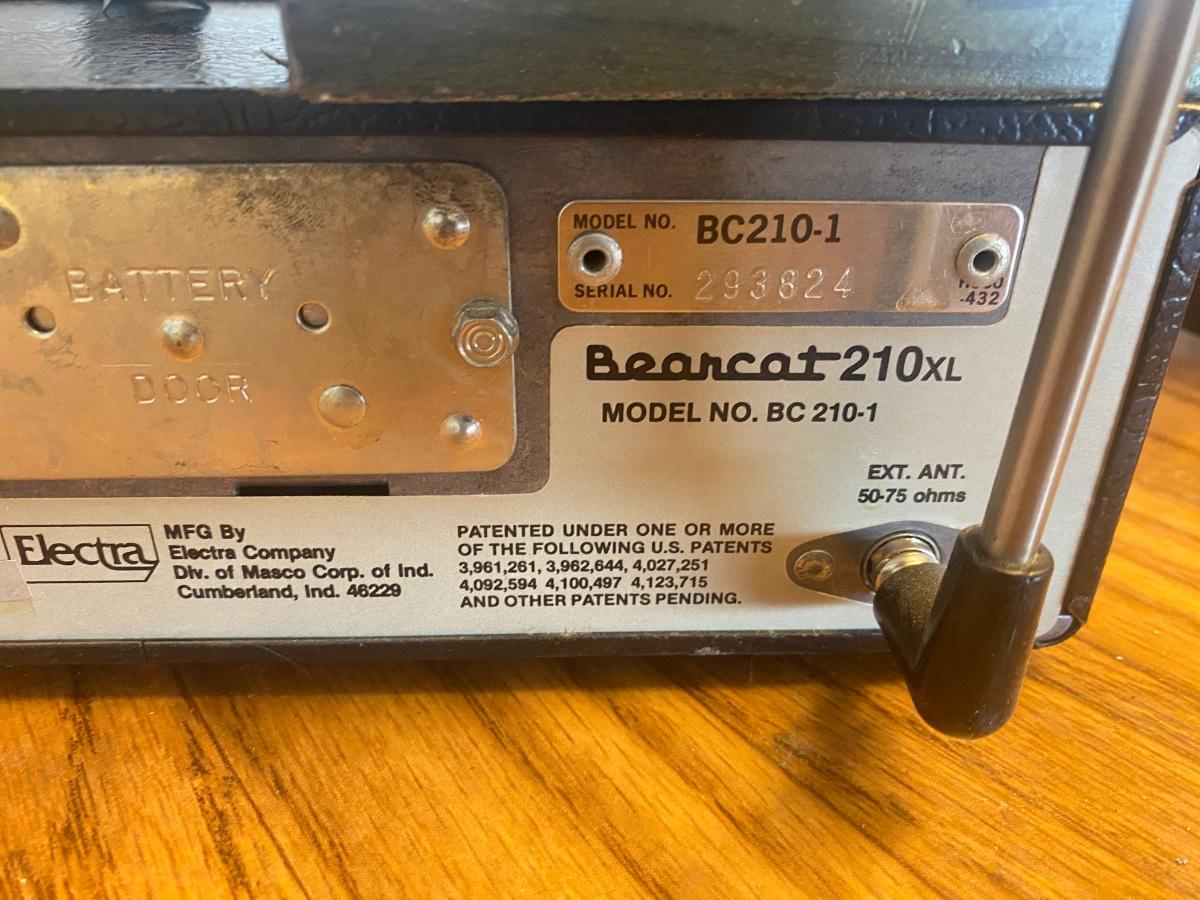 BATTERY
DOOR
MODEL NO. BC210-1
SERIAL NO. 293824
-432
Bearcat 210XL
MODEL NO. BC 210-1
EXT. ANT.
50-75 ohms
Electra
MFG By
Electra Company
Div. of Masco Corp. of Ind.
Cumberland, Ind. 46229
PATENTED UNDER ONE OR MORE
OF THE FOLLOWING U.S. PATENTS
3,961,261, 3,962,644, 4,027,251
4,092,594 4,100,497 4,123,715
AND OTHER PATENTS PENDING.